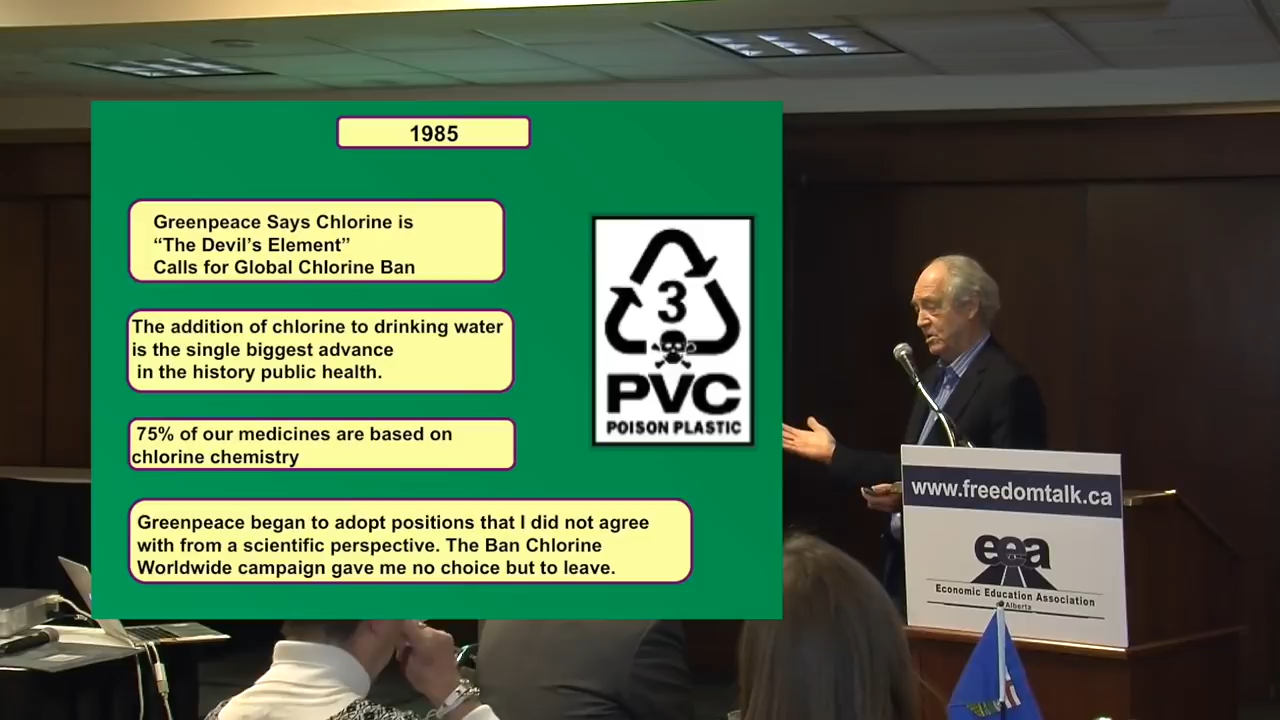 1985
Greenpeace Says Chlorine is
“The Devil’s Element”
Calls for Global Chlorine Ban
The addition of chlorine to drinking water
is the single biggest advance
in the history public health.
75% of our medicines are based on
chlorine chemistry
Greenpeace began to adopt positions that I did not agree
with from a scientific perspective. The Ban Chlorine
Worldwide campaign gave me no choice but to leave.
3
PVC
POISON PLASTIC
www.freedomtalk.ca
eea
Economic Education Association
of Alberta